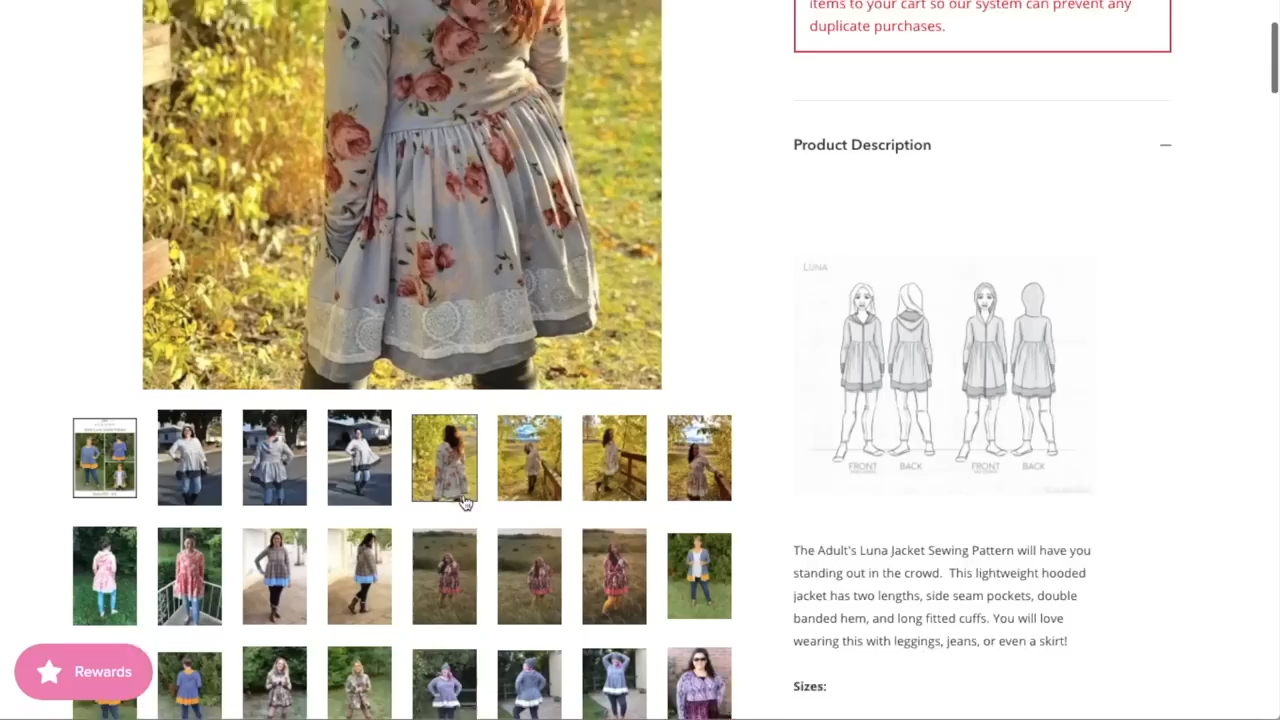 items to your cart so our system can prevent any
duplicate purchases.
Product Description
LUNA
FRONT
BACK
FRONT
BACK
The Adult's Luna Jacket Sewing Pattern will have you
standing out in the crowd.  This lightweight hooded
jacket has two lengths, side seam pockets, double
banded hem, and long fitted cuffs. You will love
wearing this with leggings, jeans, or even a skirt!
Sizes:
Rewards